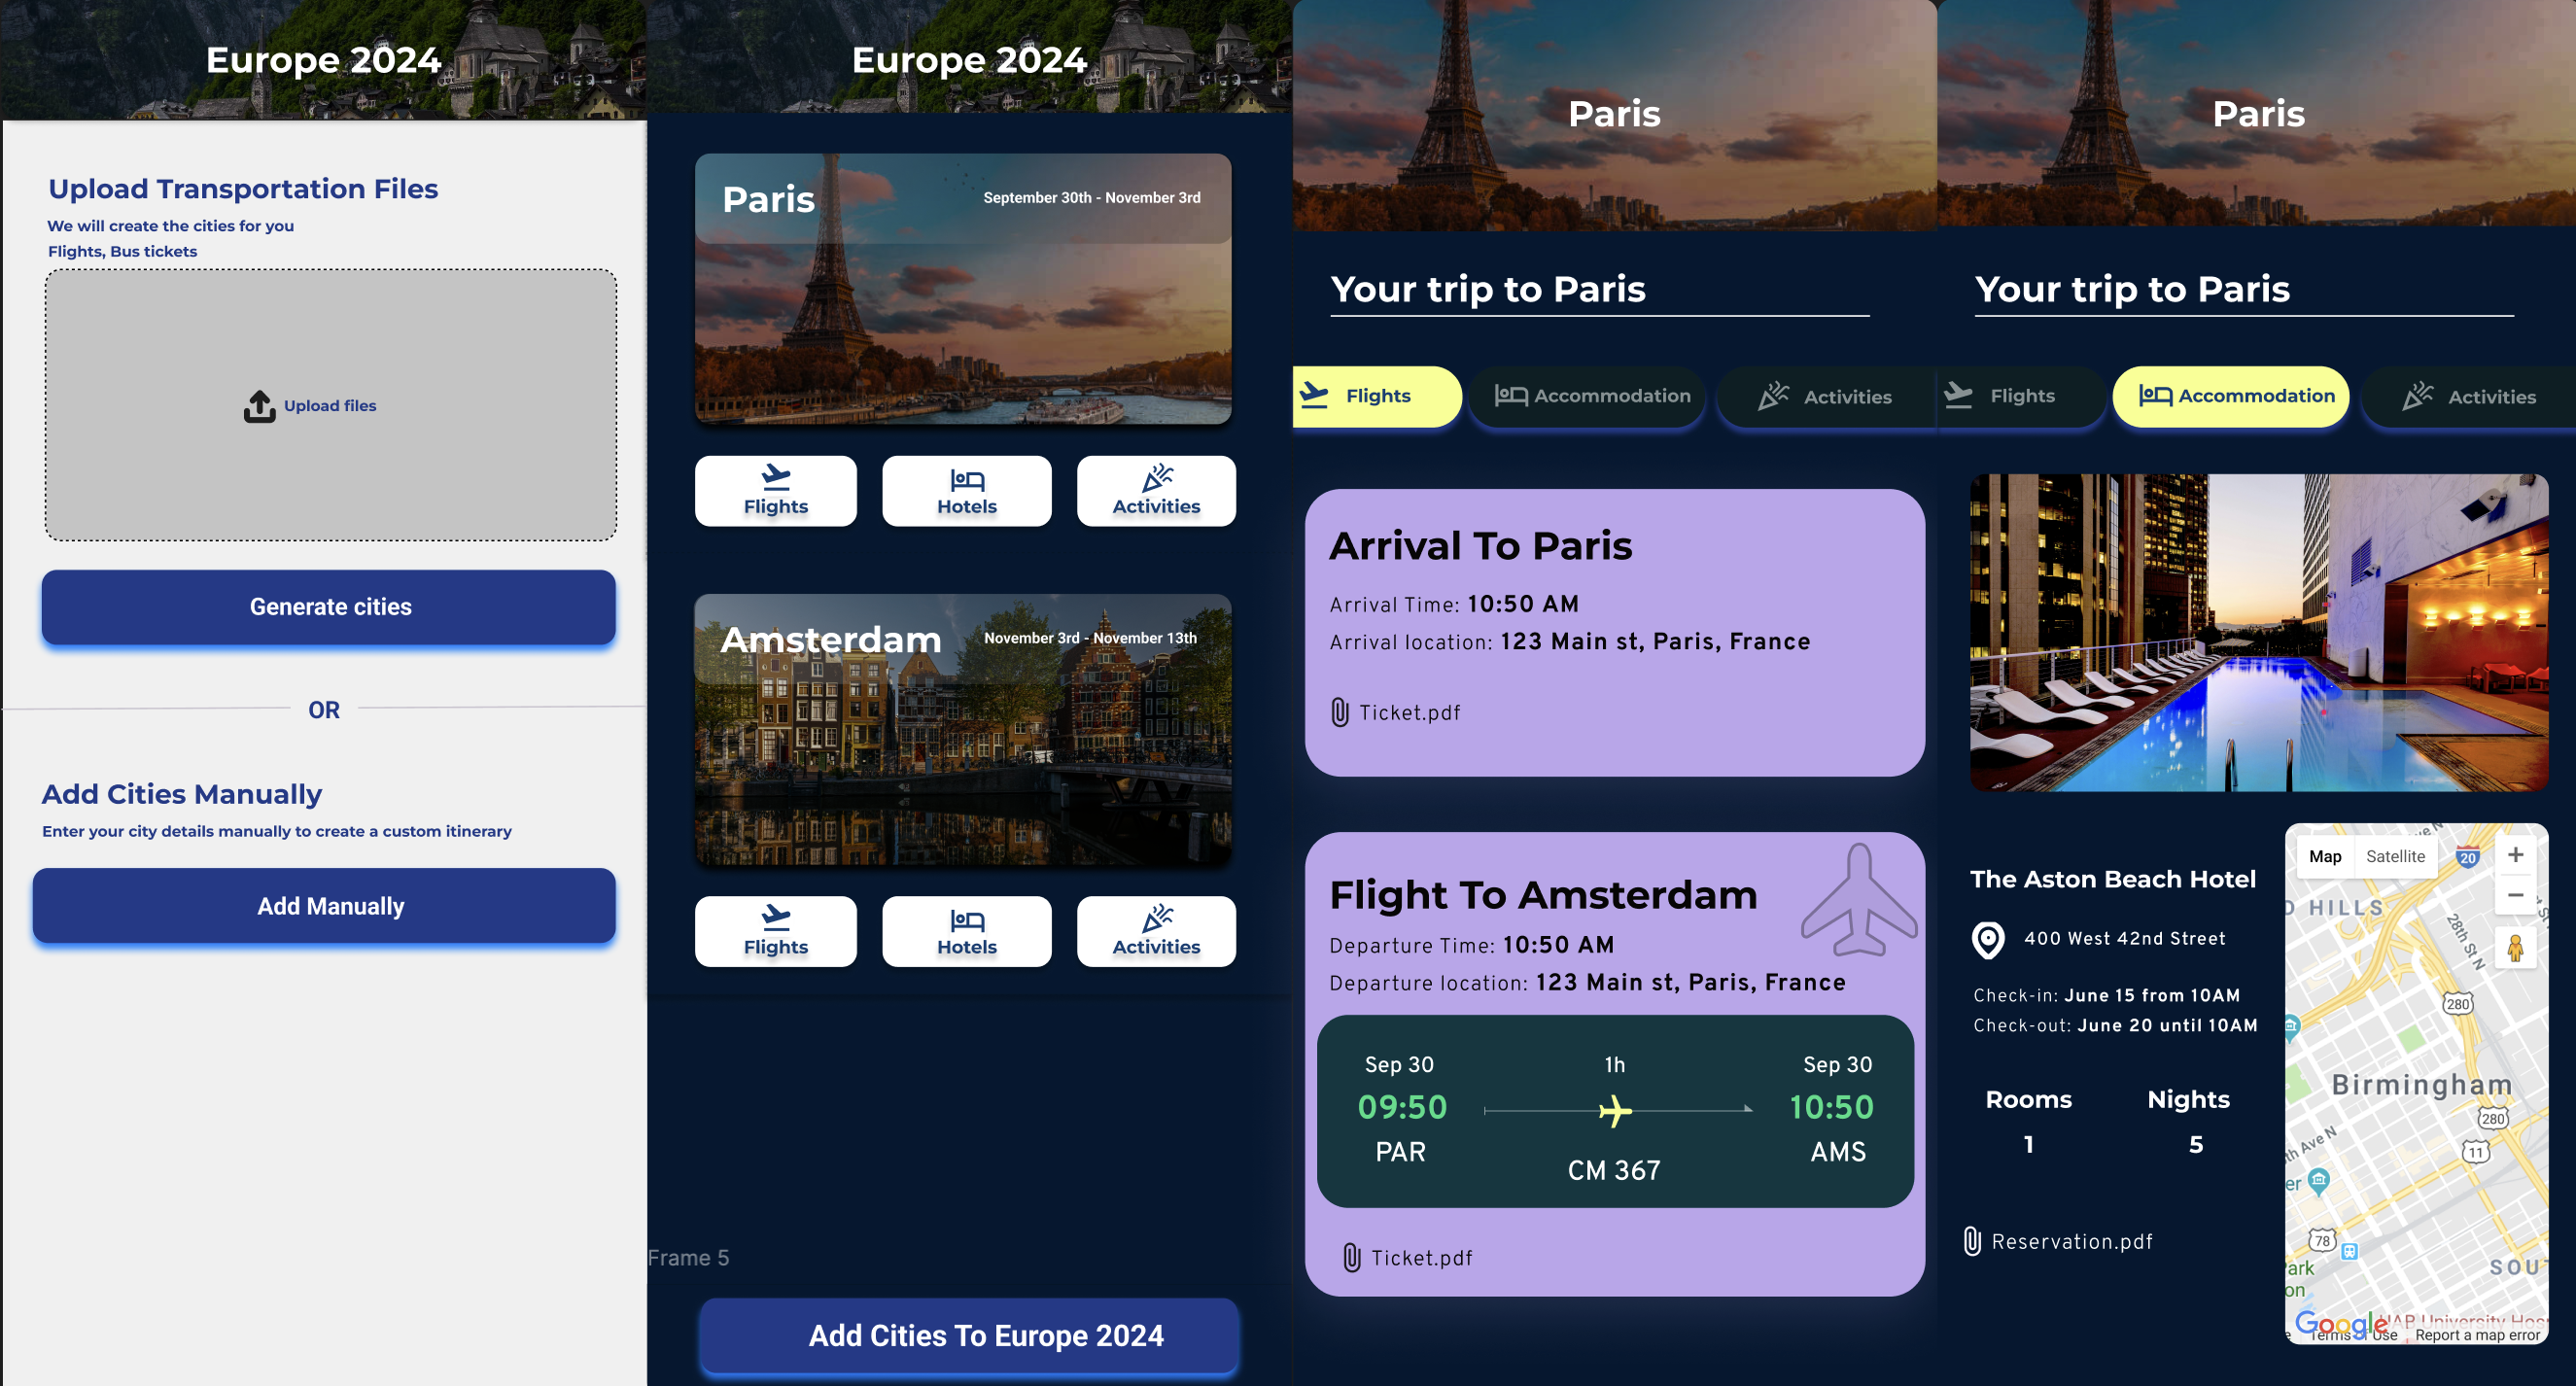 Europe 2024
Upload Transportation Files
We will create the cities for you
Flights, Bus tickets
Upload files
Generate cities
OR
Add Cities Manually
Enter your city details manually to create a custom itinerary
Add Manually
Europe 2024
Paris
September 30th - November 3rd
Flights
Hotels
Activities
Amsterdam
November 3rd - November 13th
Flights
Hotels
Activities
Frame 5
Add Cities To Europe 2024
Paris
Your trip to Paris
Flights
Accommodation
Activities
Arrival To Paris
Arrival Time: 10:50 AM
Arrival location: 123 Main st, Paris, France
Ticket.pdf
Flight To Amsterdam
Departure Time: 10:50 AM
Departure location: 123 Main st, Paris, France
Sep 30
1h
Sep 30
09:50
10:50
PAR
AMS
CM 367
Ticket.pdf
Paris
Your trip to Paris
Flights
Accommodation
Activities
The Aston Beach Hotel
400 West 42nd Street
Check-in: June 15 from 10AM
Check-out: June 20 until 10AM
Rooms
Nights
1
5
Reservation.pdf
Map
Satellite
20
+
−
HILLS
28th St N
280
Birmingham
280
11
Ave N
78
SOU
Google
UAB University Hos
Terms
Use
Report a map error